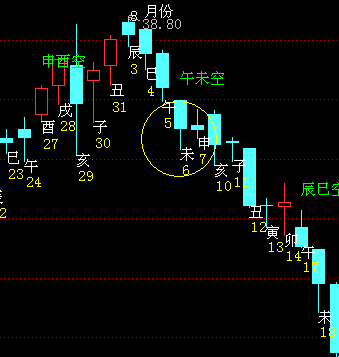 8 月份
38.80
申酉空
午未空
辰巳空
巳
23
午
24
酉
27
戌
28
亥
29
子
30
丑
31
辰
3
巳
4
午
5
未
6
申
7
亥
10
子
11
丑
12
寅
13
卯
14
午
17
未
18
2